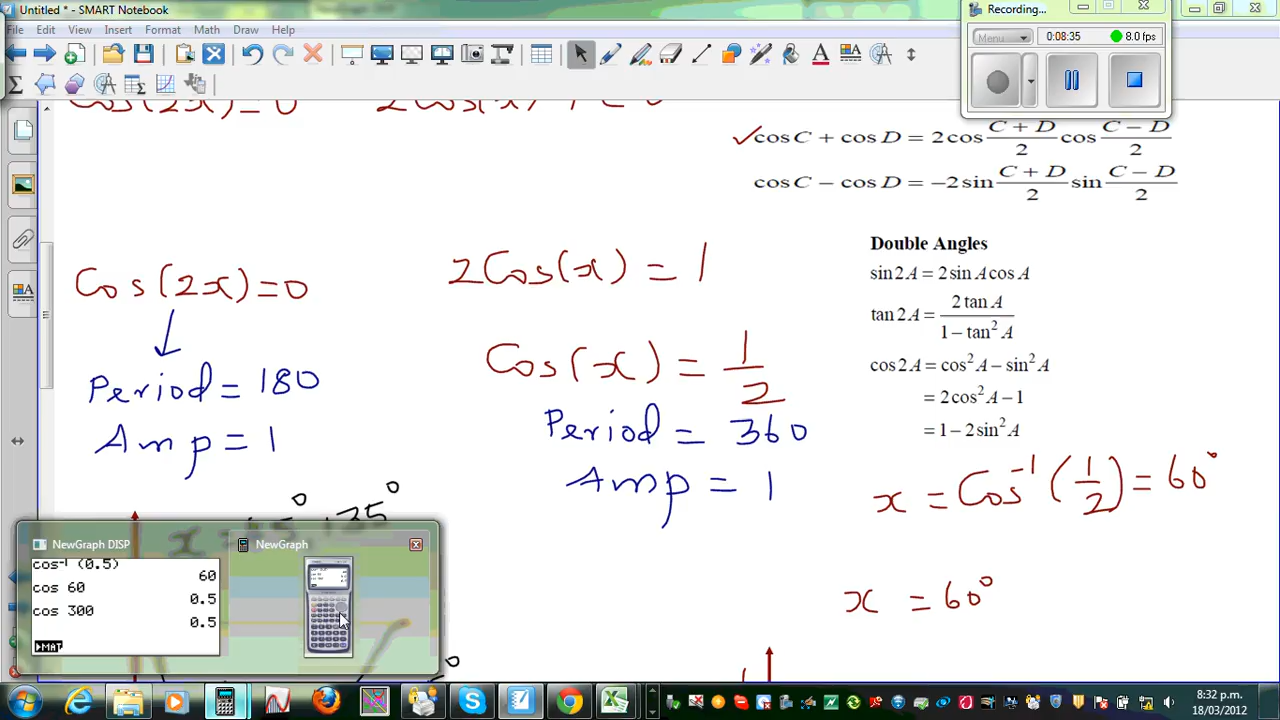 Untitled * - SMART Notebook
File Edit View Insert Format Math Draw Help
Recording...
Menu 0:08:35 8.0 fps
Cos(2x)=0
cos C + cos D = 2cos (C + D)/2 cos (C − D)/2
cos C − cos D = −2sin (C + D)/2 sin (C − D)/2
Double Angles
sin 2A = 2 sin A cos A
tan 2A = 2 tan A / (1 − tan² A)
cos 2A = cos² A − sin² A
= 2cos² A − 1
= 1 − 2sin² A
Cos(2x)=0
Period = 180
Amp = 1
2Cos(x) = 1
Cos(x) = 1/2
Period = 360
Amp = 1
x = Cos⁻¹(1/2) = 60°
x = 60°
NewGraph DISP
cos⁻¹ (0.5)
60
cos 60
0.5
cos 300
0.5
▶MAT
NewGraph
8:32 p.m.
18/03/2012